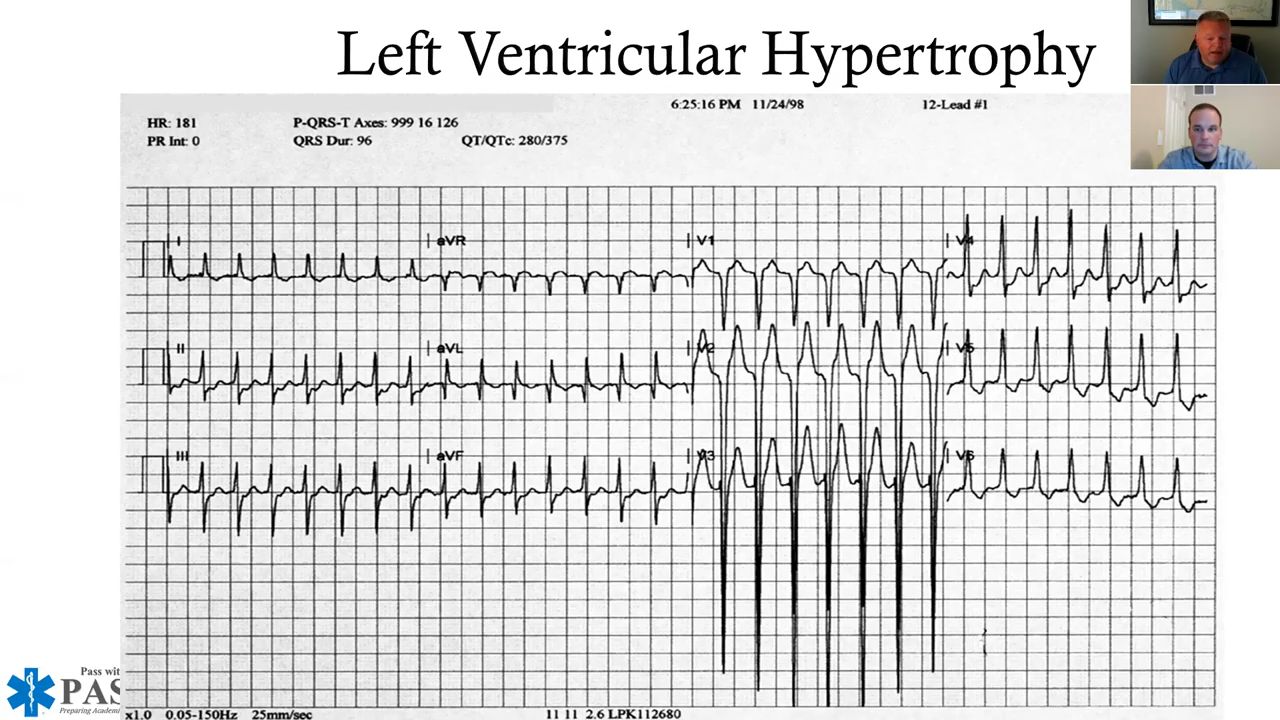 Left Ventricular Hypertrophy
6:25:16 PM 11/24/98 12-Lead #1
HR: 181 P-QRS-T Axes: 999 16 126
PR Int: 0 QRS Dur: 96 QT/QTc: 280/375
I aVR V1 V4
II aVL V2 V5
III aVF V3 V6
Pass wit
PAS
Preparing Academi
x1.0 0.05-150Hz 25mm/sec 11 11 2.6 LPK112680